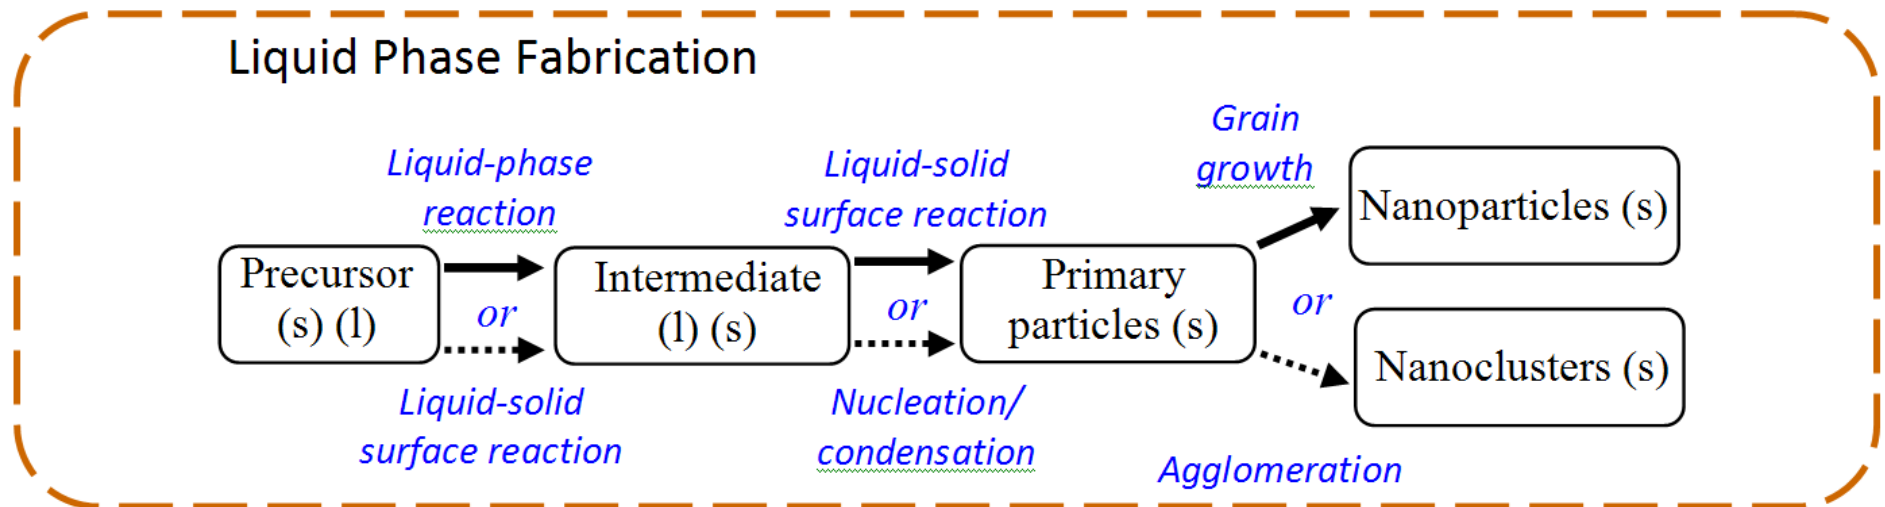 Liquid Phase Fabrication
Liquid-phase
reaction
Liquid-solid
surface reaction
Grain
growth
Precursor
(s) (l)
or
Intermediate
(l) (s)
or
Primary
particles (s)
or
Nanoparticles (s)
Nanoclusters (s)
Liquid-solid
surface reaction
Nucleation/
condensation
Agglomeration